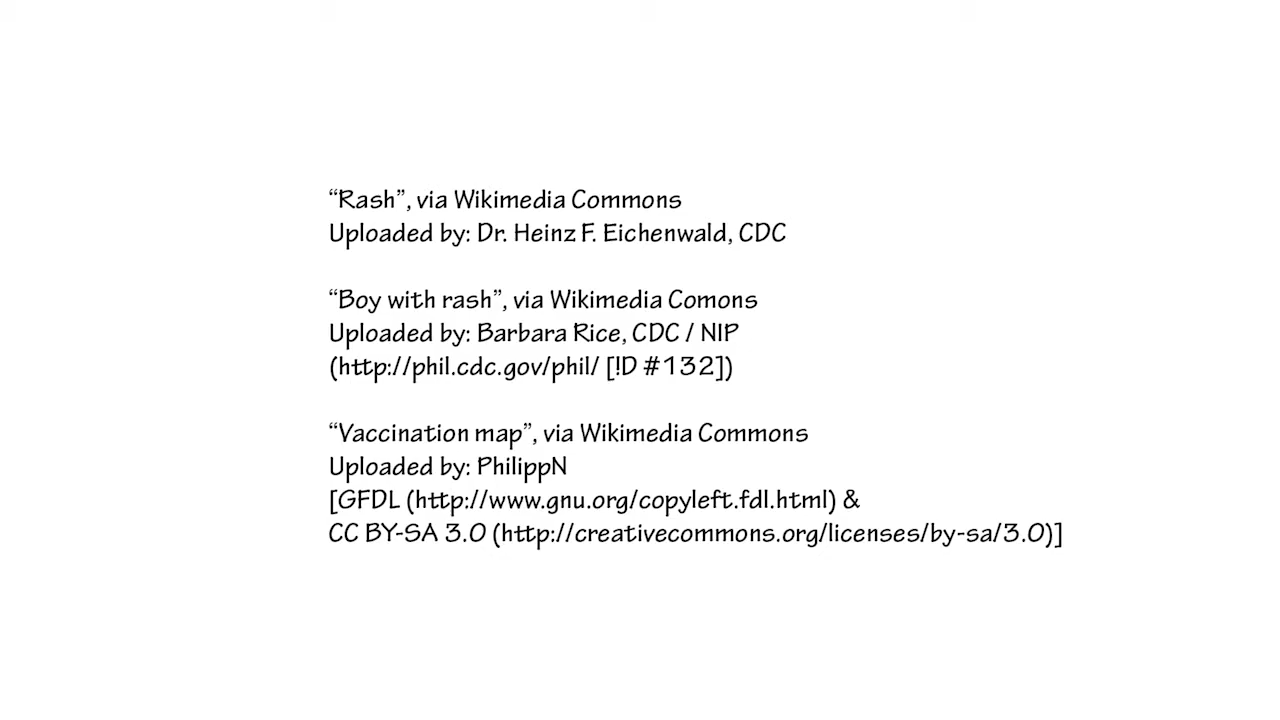 “Rash”, via Wikimedia Commons
Uploaded by: Dr. Heinz F. Eichenwald, CDC
“Boy with rash”, via Wikimedia Comons
Uploaded by: Barbara Rice, CDC / NIP
(http://phil.cdc.gov/phil/ [!D #132])
“Vaccination map”, via Wikimedia Commons
Uploaded by: PhilippN
[GFDL (http://www.gnu.org/copyleft.fdl.html) &
CC BY-SA 3.0 (http://creativecommons.org/licenses/by-sa/3.0)]